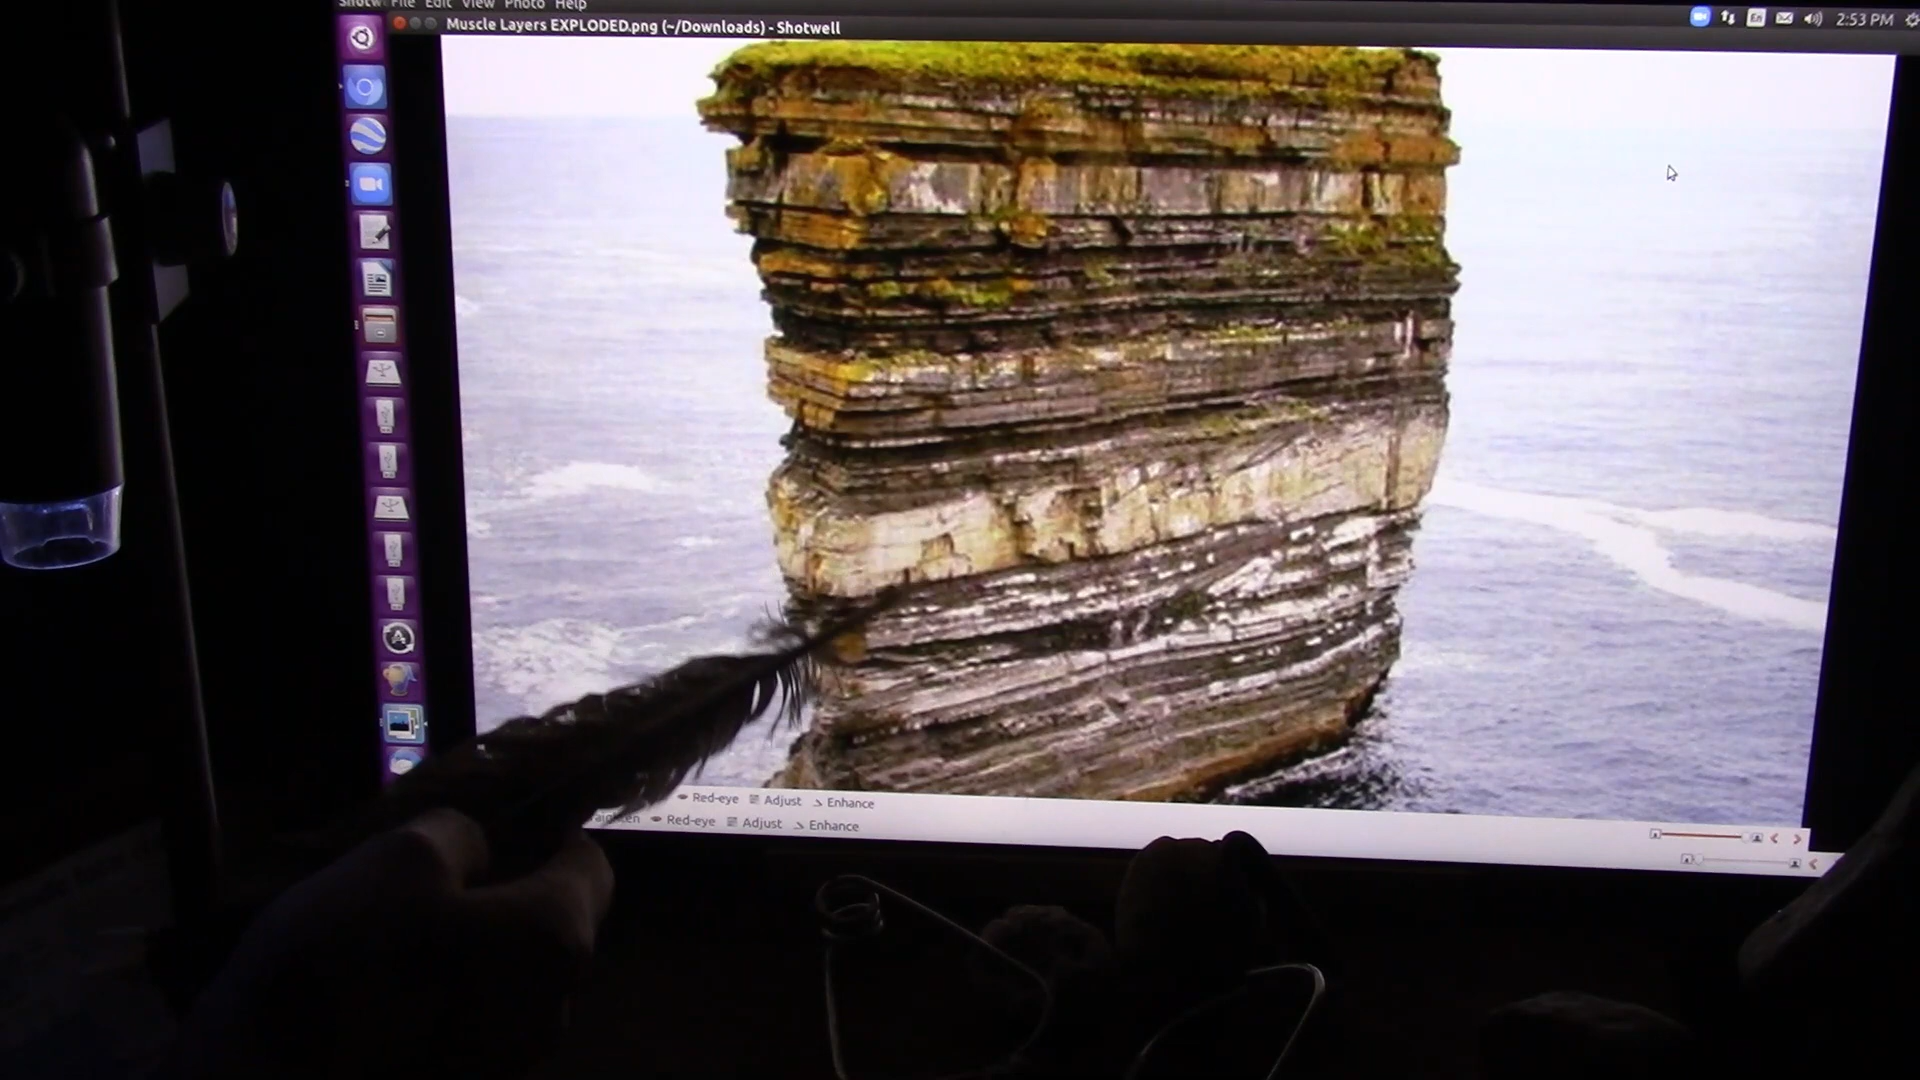 File Edit View Photo Help
En 2:53 PM
Muscle Layers EXPLODED.png (~/Downloads) - Shotwell
Red-eye Adjust Enhance
Red-eye Adjust Enhance